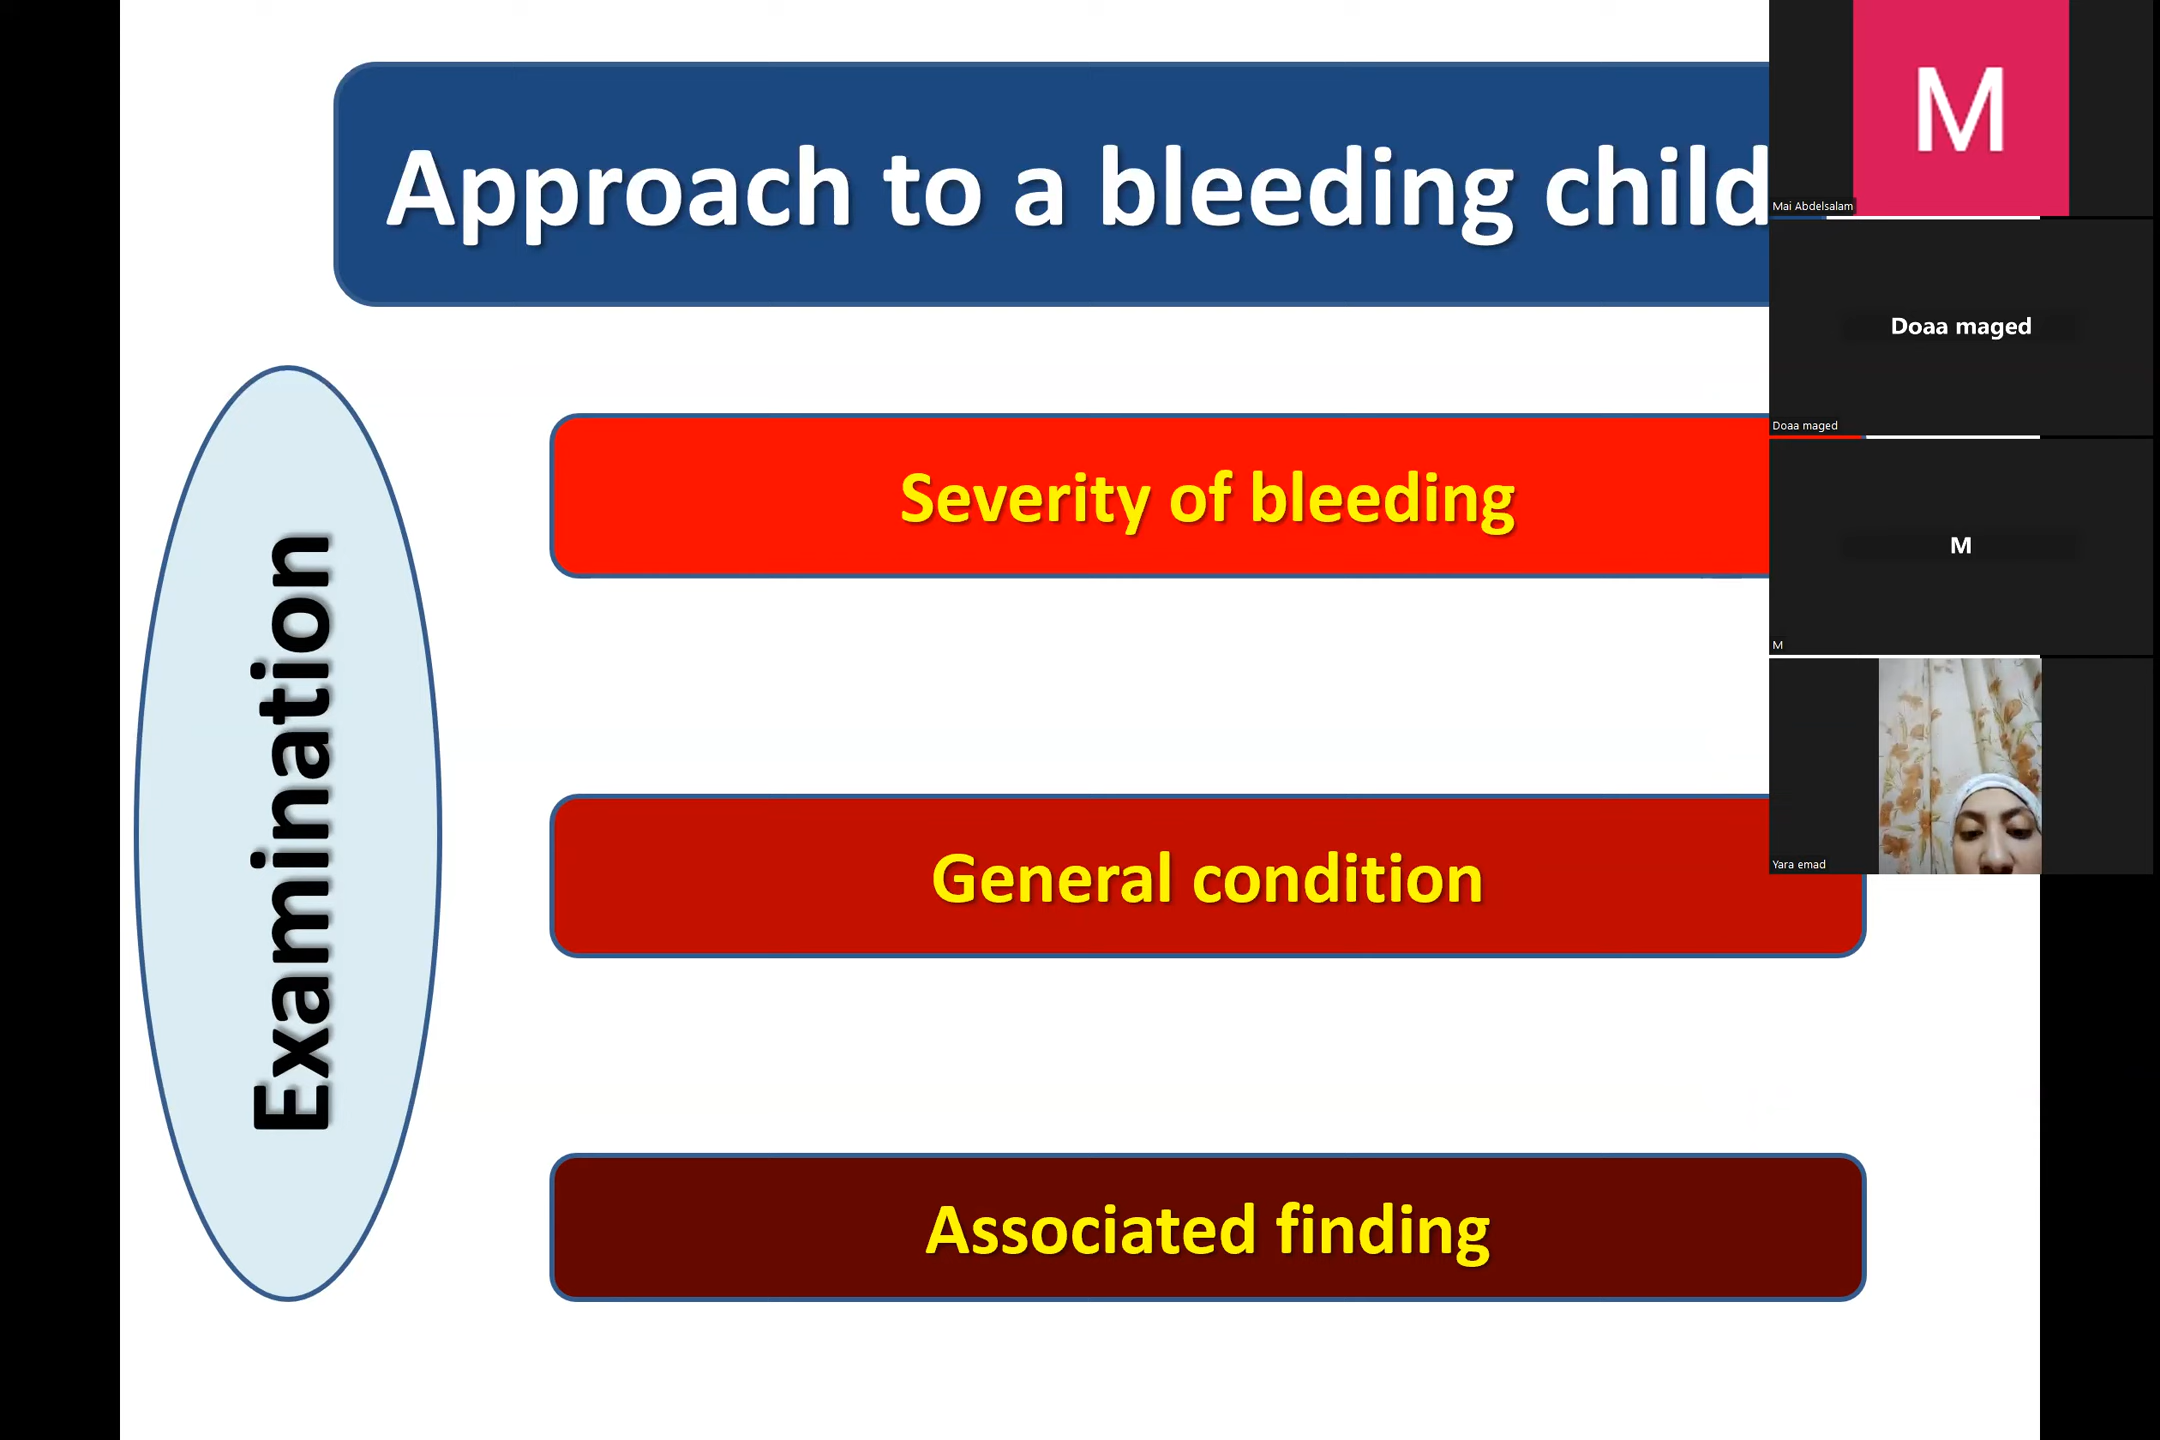 Approach to a bleeding child
Examination
Severity of bleeding
General condition
Associated finding
M
Mai Abdelsalam
Doaa maged
Doaa maged
M
M
Yara emad